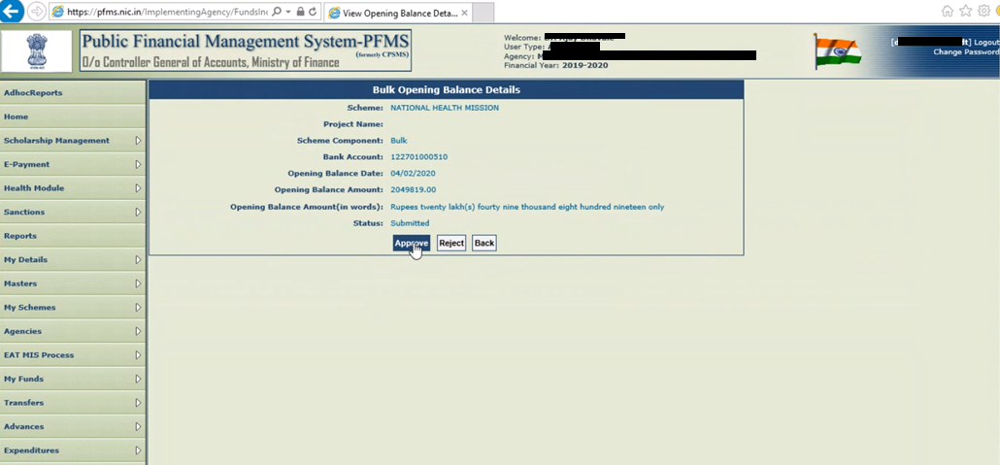 https://pfms.nic.in/ImplementingAgency/FundsInc
View Opening Balance Deta...
Public Financial Management System-PFMS
(formerly CPSMS)
O/o Controller General of Accounts, Ministry of Finance
Welcome:
User Type: A
Agency: M
Financial Year: 2019-2020
[d t] Logout
Change Password
AdhocReports
Home
Scholarship Management
E-Payment
Health Module
Sanctions
Reports
My Details
Masters
My Schemes
Agencies
EAT MIS Process
My Funds
Transfers
Advances
Expenditures
Bulk Opening Balance Details
Scheme: NATIONAL HEALTH MISSION
Project Name:
Scheme Component: Bulk
Bank Account: 122701000510
Opening Balance Date: 04/02/2020
Opening Balance Amount: 2049819.00
Opening Balance Amount(in words): Rupees twenty lakh(s) fourty nine thousand eight hundred nineteen only
Status: Submitted
Approve Reject Back